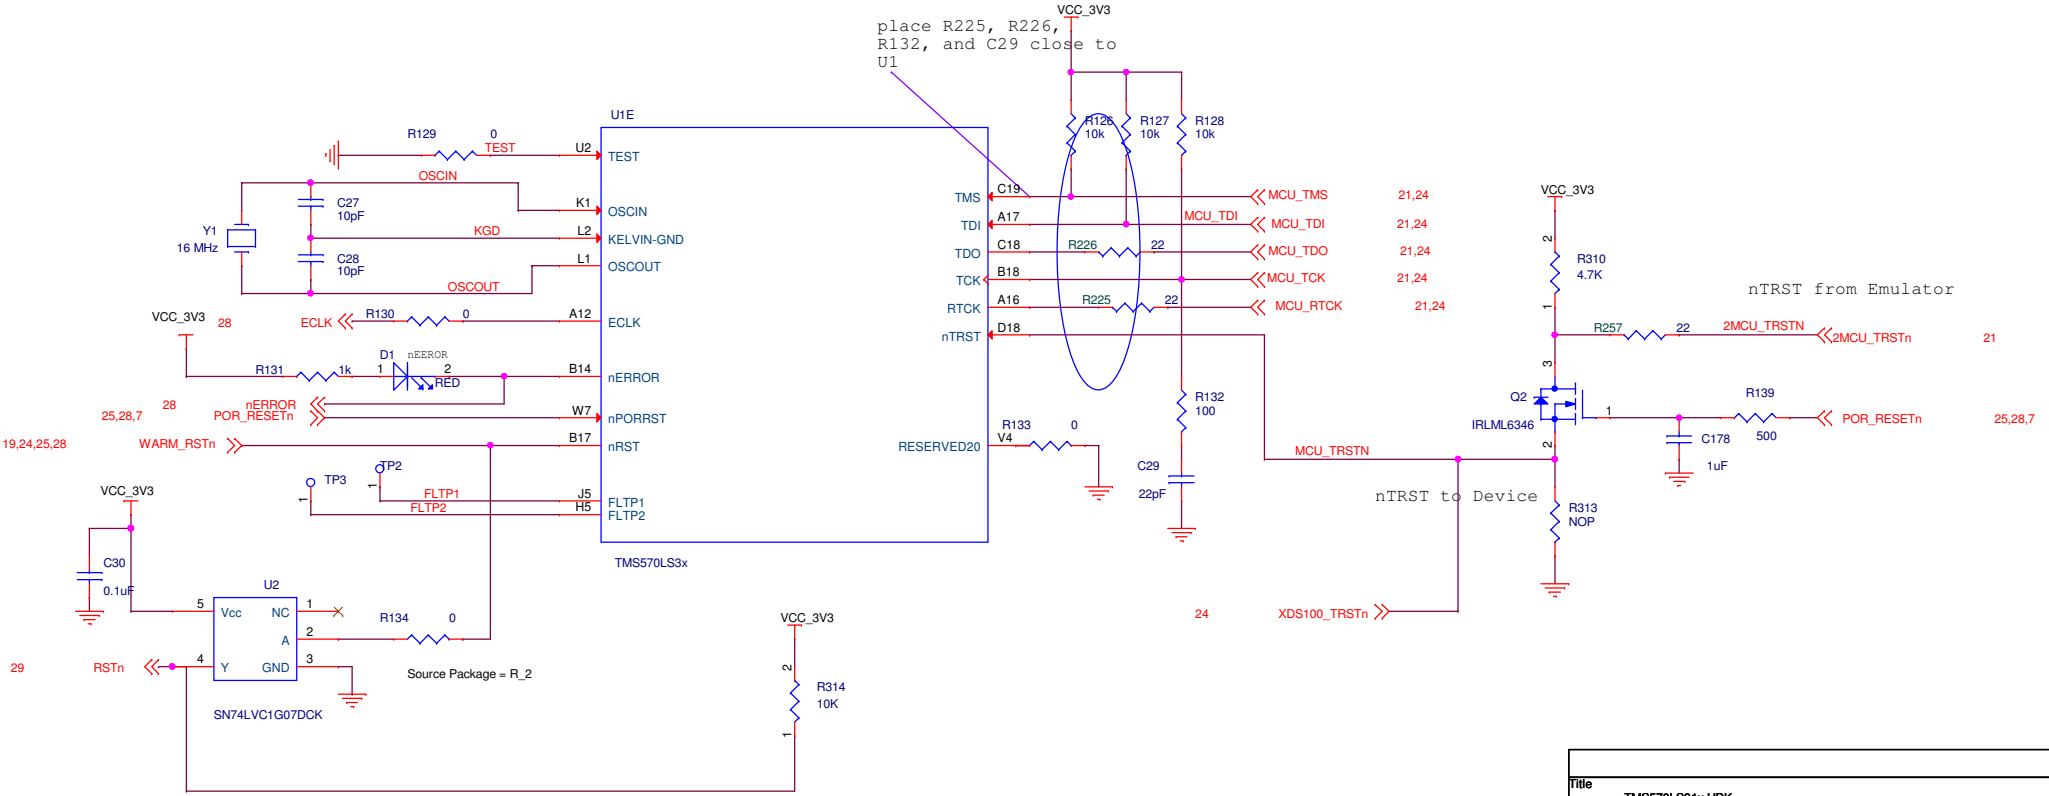 VCC_3V3
place R225, R226,
R132, and C29 close to
U1
U1E
R129 0
TEST
U2
TEST
OSCIN
C27
10pF
K1
OSCIN
Y1
16 MHz
KGD
L2
KELVIN-GND
C28
10pF
L1
OSCOUT
OSCOUT
VCC_3V3
28
ECLK
R130 0
A12
ECLK
D1
nEEROR
R131 1k
1 2
RED
B14
nERROR
28
nERROR
25,28,7
POR_RESETn
W7
nPORRST
19,24,25,28
WARM_RSTn
B17
nRST
TP3
1
TP2
1
FLTP1
J5
FLTP1
FLTP2
H5
FLTP2
TMS570LS3x
R126
10k
R127
10k
R128
10k
TMS
C19
MCU_TMS
21,24
TDI
A17
MCU_TDI
MCU_TDI
21,24
TDO
C18
R226 22
MCU_TDO
21,24
TCK
B18
MCU_TCK
21,24
RTCK
A16
R225 22
MCU_RTCK
21,24
nTRST
D18
R132
100
RESERVED20
V4
R133 0
C29
22pF
MCU_TRSTN
nTRST to Device
VCC_3V3
2
R310
4.7K
1
nTRST from Emulator
R257 22
2MCU_TRSTN
2MCU_TRSTn
21
3
Q2
IRLML6346
1
2
R139
500
C178
1uF
POR_RESETn
25,28,7
R313
NOP
24
XDS100_TRSTn
VCC_3V3
C30
0.1uF
U2
5 Vcc
NC 1
A 2
R134 0
4 Y
GND 3
29
RSTn
Source Package = R_2
SN74LVC1G07DCK
VCC_3V3
2
R314
10K
1
Title
TMS570LS31x HDK